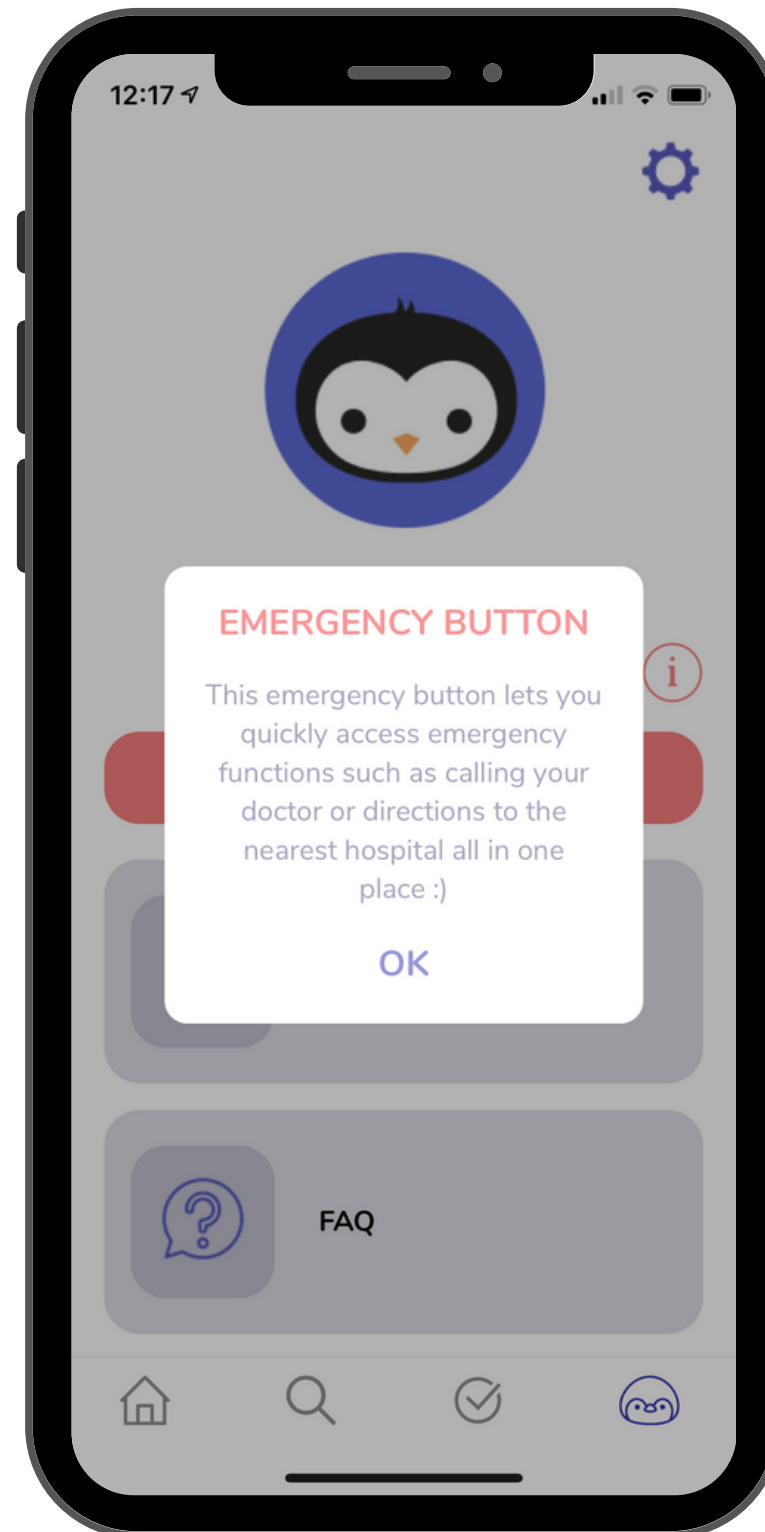 12:17
EMERGENCY BUTTON
i
This emergency button lets you
quickly access emergency
functions such as calling your
doctor or directions to the
nearest hospital all in one
place :)
OK
?
FAQ